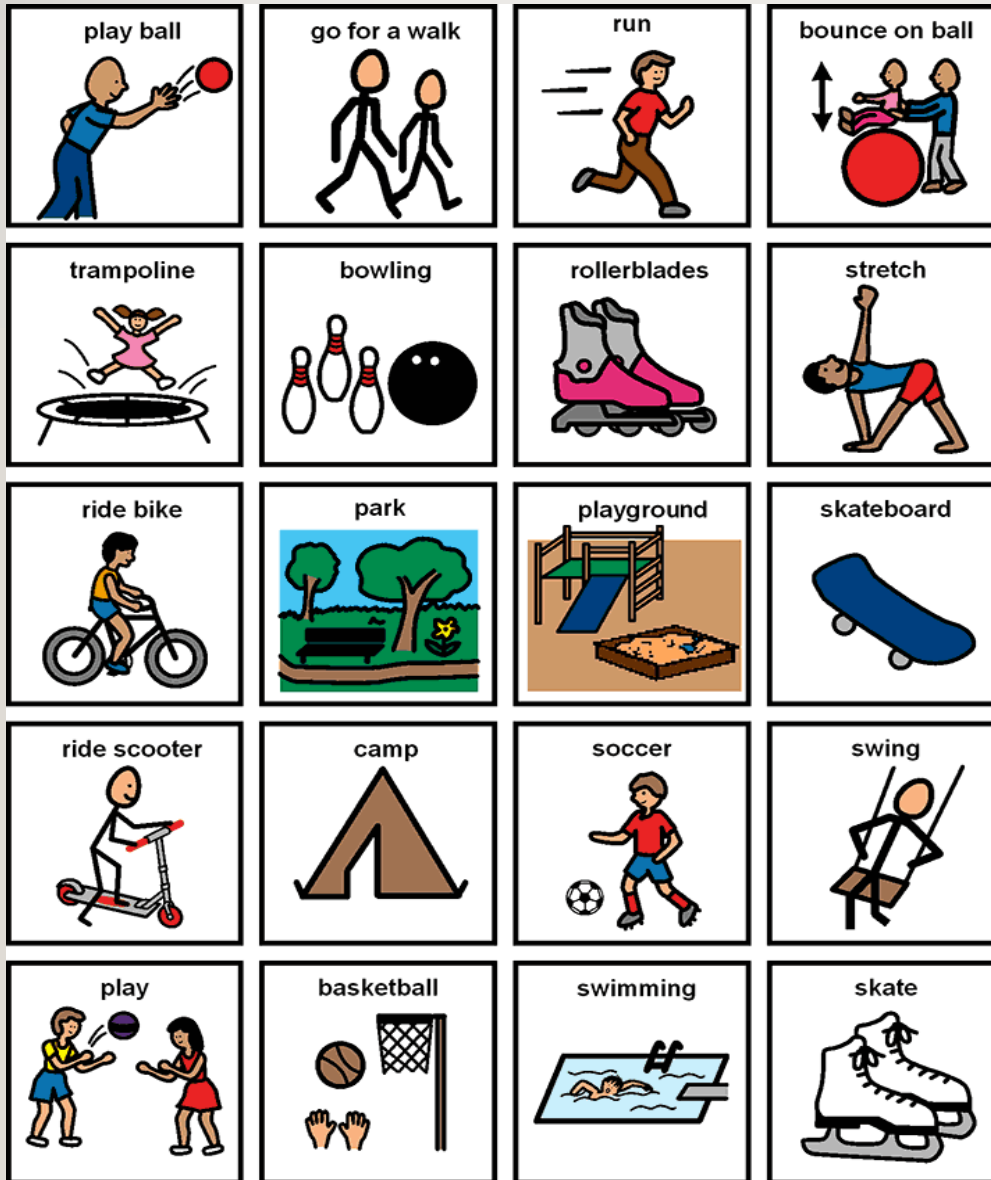 play ball
go for a walk
run
bounce on ball
trampoline
bowling
rollerblades
stretch
ride bike
park
playground
skateboard
ride scooter
camp
soccer
swing
play
basketball
swimming
skate